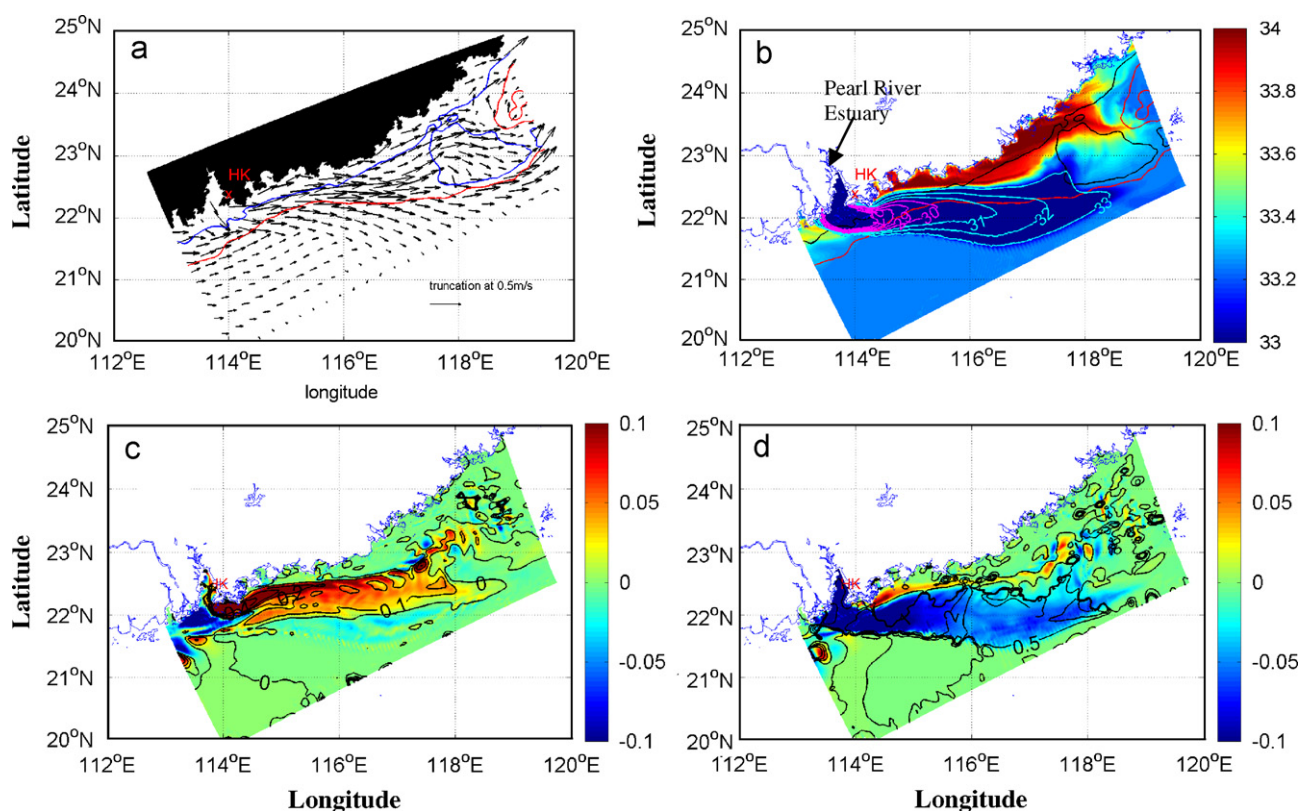 a
25°N
24°N
23°N
22°N
21°N
20°N
Latitude
HK
truncation at 0.5m/s
112°E
114°E
116°E
118°E
120°E
longitude
b
25°N
24°N
23°N
22°N
21°N
20°N
Latitude
Pearl River
Estuary
HK
30
31
32
33
112°E
114°E
116°E
118°E
120°E
34
33.8
33.6
33.4
33.2
33
c
25°N
24°N
23°N
22°N
21°N
20°N
Latitude
0
0.1
0
112°E
114°E
116°E
118°E
120°E
Longitude
0.1
0.05
0
-0.05
-0.1
d
25°N
24°N
23°N
22°N
21°N
20°N
Latitude
0.5
112°E
114°E
116°E
118°E
120°E
Longitude
0.1
0.05
0
-0.05
-0.1